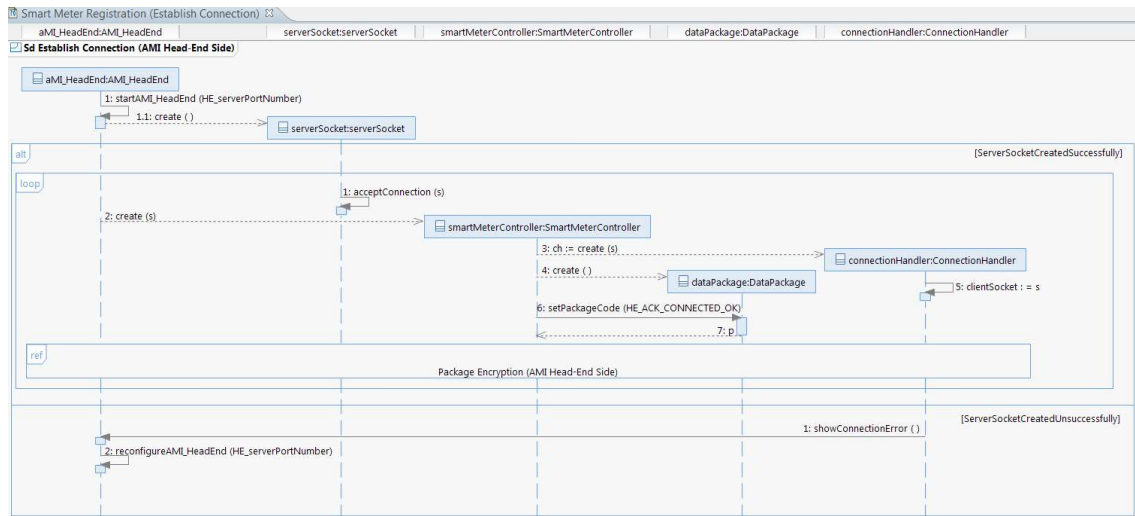 Smart Meter Registration (Establish Connection)
aMI_HeadEnd:AMI_HeadEnd serverSocket:serverSocket smartMeterController:SmartMeterController dataPackage:DataPackage connectionHandler:ConnectionHandler
Sd Establish Connection (AMI Head-End Side)
aMI_HeadEnd:AMI_HeadEnd
1: startAMI_HeadEnd (HE_serverPortNumber)
1.1: create ( )
serverSocket:serverSocket
alt
[ServerSocketCreatedSuccessfully]
loop
1: acceptConnection (s)
2: create (s)
smartMeterController:SmartMeterController
3: ch := create (s)
connectionHandler:ConnectionHandler
4: create ( )
dataPackage:DataPackage
5: clientSocket : = s
6: setPackageCode (HE_ACK_CONNECTED_OK)
7: p
ref
Package Encryption (AMI Head-End Side)
[ServerSocketCreatedUnsuccessfully]
1: showConnectionError ( )
2: reconfigureAMI_HeadEnd (HE_serverPortNumber)